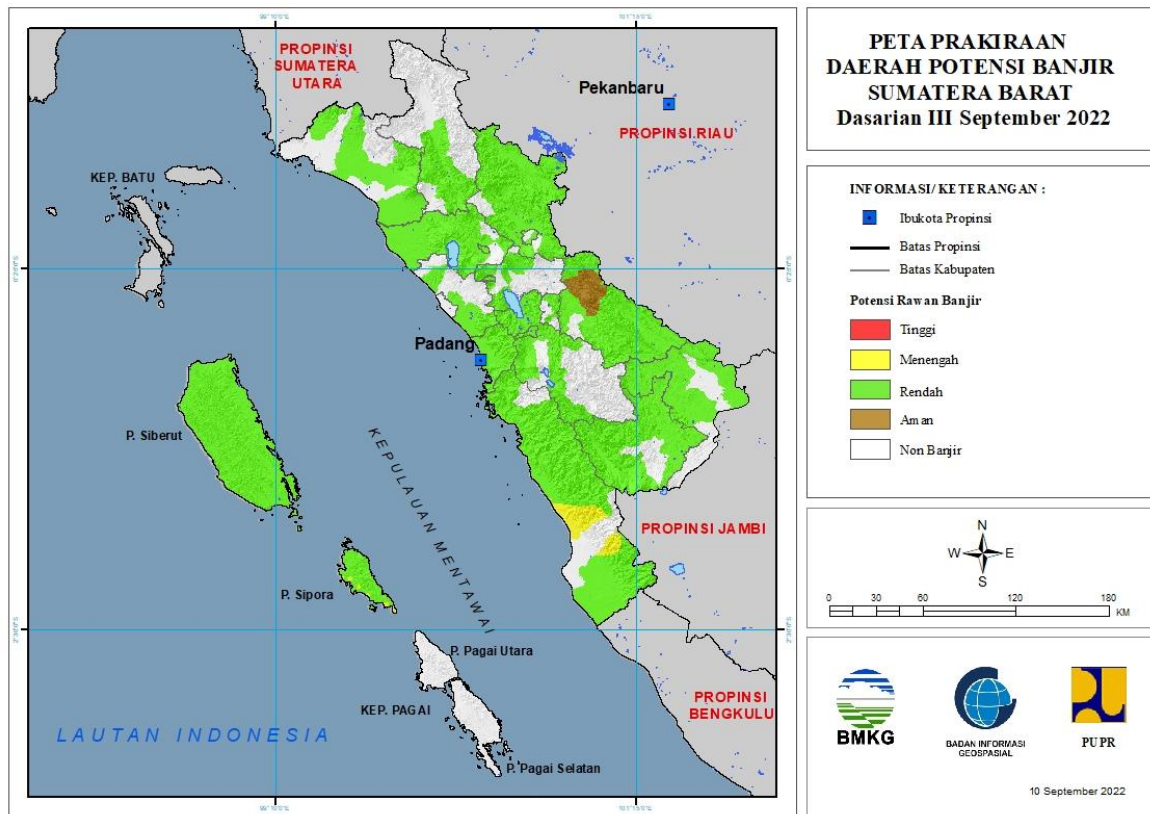 PETA PRAKIRAAN
DAERAH POTENSI BANJIR
SUMATERA BARAT
Dasarian III September 2022
PROPINSI
SUMATERA
UTARA
Pekanbaru
PROPINSI RIAU
KEP. BATU
Padang
P. Siberut
KEPULAUAN MENTAWAI
PROPINSI JAMBI
P. Sipora
P. Pagai Utara
KEP. PAGAI
PROPINSI
BENGKULU
LAUTAN INDONESIA
P. Pagai Selatan
INFORMASI/ KETERANGAN :
Ibukota Propinsi
Batas Propinsi
Batas Kabupaten
Potensi Rawan Banjir
Tinggi
Menengah
Rendah
Aman
Non Banjir
N
W E
S
0 30 60 120 180
KM
BMKG
BADAN INFORMASI
GEOSPASIAL
PUPR
10 September 2022